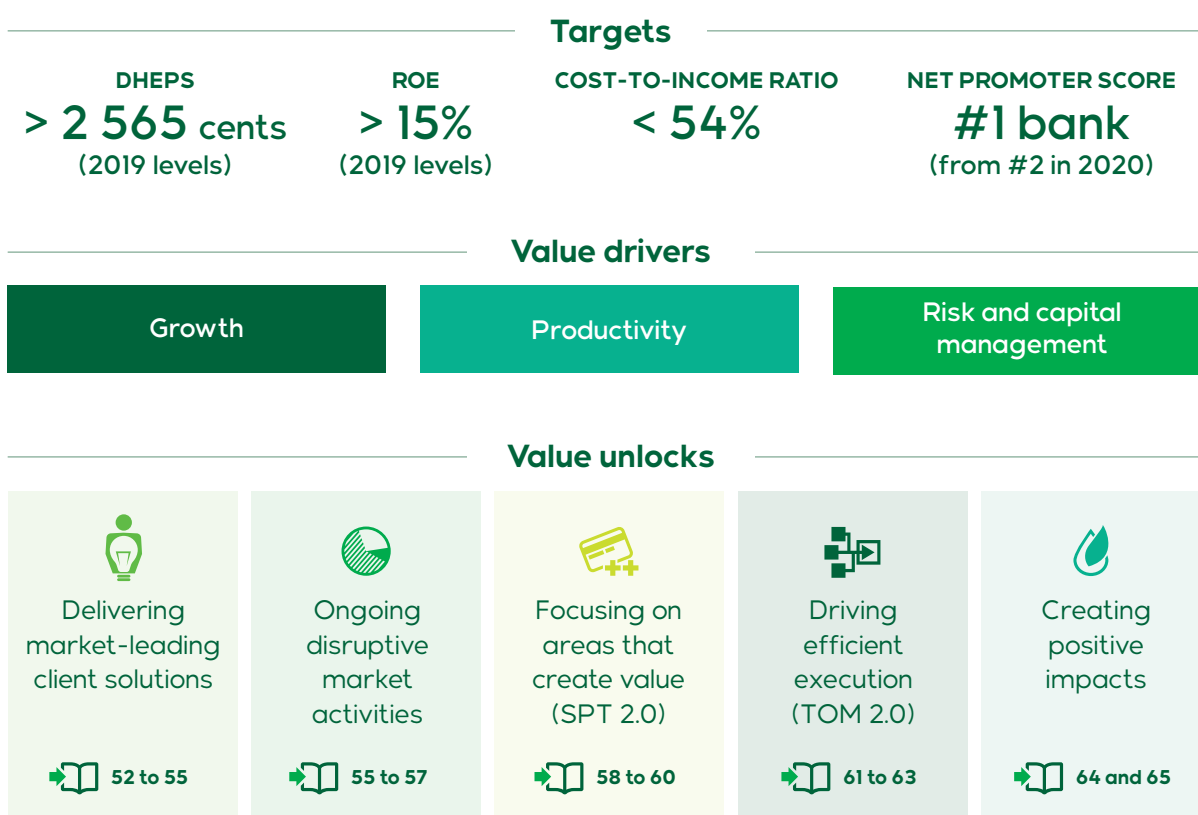 Targets
DHEPS
> 2 565 cents
(2019 levels)
ROE
> 15%
(2019 levels)
COST-TO-INCOME RATIO
< 54%
NET PROMOTER SCORE
#1 bank
(from #2 in 2020)
Value drivers
Growth
Productivity
Risk and capital
management
Value unlocks
Delivering
market-leading
client solutions
52 to 55
Ongoing
disruptive
market
activities
55 to 57
Focusing on
areas that
create value
(SPT 2.0)
58 to 60
Driving
efficient
execution
(TOM 2.0)
61 to 63
Creating
positive
impacts
64 and 65